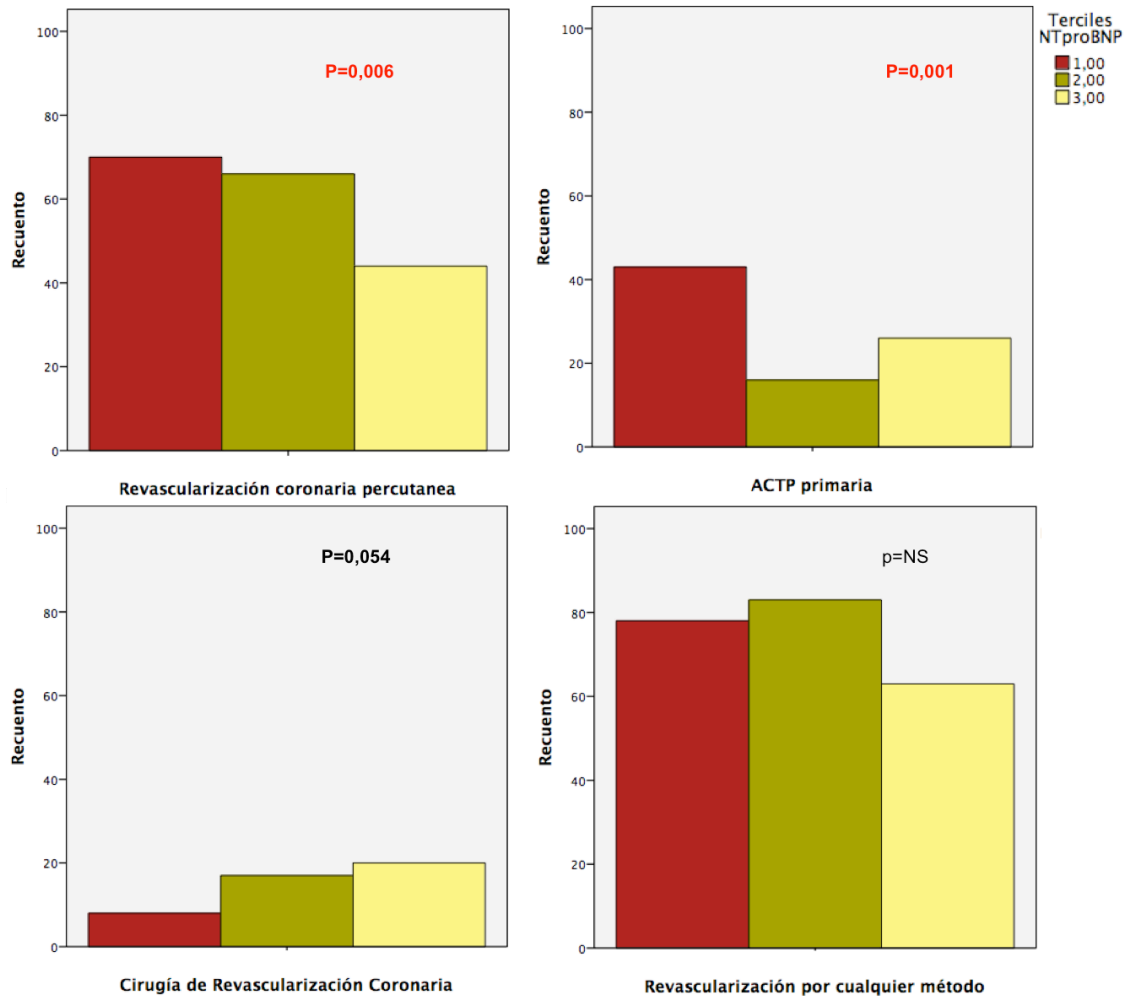 100
80
60
40
20
0
Recuento
P=0,006
Revascularización coronaria percutanea
100
80
60
40
20
0
Recuento
P=0,001
ACTP primaria
Terciles
NTproBNP
1,00
2,00
3,00
100
80
60
40
20
0
Recuento
P=0,054
Cirugía de Revascularización Coronaria
100
80
60
40
20
0
Recuento
p=NS
Revascularización por cualquier método